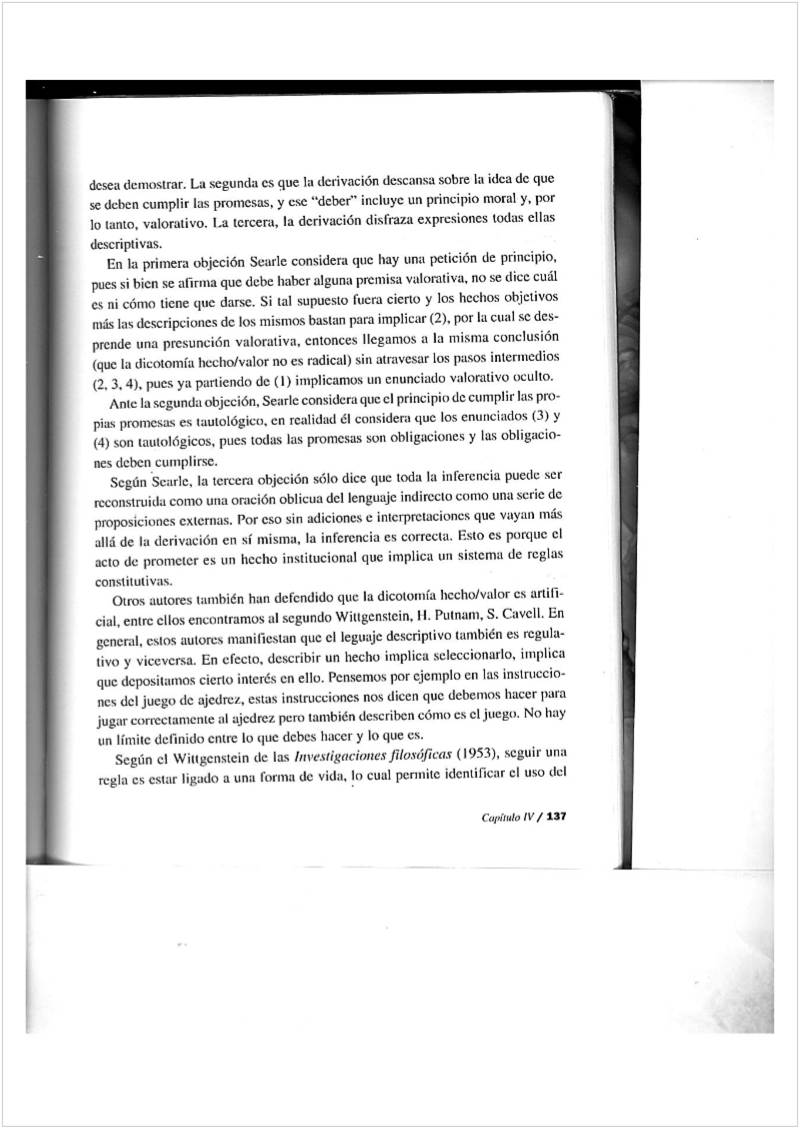 desea demostrar. La segunda es que la derivación descansa sobre la idea de que
se deben cumplir las promesas, y ese “deber” incluye un principio moral y, por
lo tanto, valorativo. La tercera, la derivación disfraza expresiones todas ellas
descriptivas.
En la primera objeción Searle considera que hay una petición de principio,
pues si bien se afirma que debe haber alguna premisa valorativa, no se dice cuál
es ni cómo tiene que darse. Si tal supuesto fuera cierto y los hechos objetivos
más las descripciones de los mismos bastan para implicar (2), por la cual se des-
prende una presunción valorativa, entonces llegamos a la misma conclusión
(que la dicotomía hecho/valor no es radical) sin atravesar los pasos intermedios
(2, 3, 4), pues ya partiendo de (1) implicamos un enunciado valorativo oculto.
Ante la segunda objeción, Searle considera que el principio de cumplir las pro-
pias promesas es tautológico, en realidad él considera que los enunciados (3) y
(4) son tautológicos, pues todas las promesas son obligaciones y las obligacio-
nes deben cumplirse.
Según Searle, la tercera objeción sólo dice que toda la inferencia puede ser
reconstruida como una oración oblicua del lenguaje indirecto como una serie de
proposiciones externas. Por eso sin adiciones e interpretaciones que vayan más
allá de la derivación en sí misma, la inferencia es correcta. Esto es porque el
acto de prometer es un hecho institucional que implica un sistema de reglas
constitutivas.
Otros autores también han defendido que la dicotomía hecho/valor es artifi-
cial, entre ellos encontramos al segundo Wittgenstein, H. Putnam, S. Cavell. En
general, estos autores manifiestan que el leguaje descriptivo también es regula-
tivo y viceversa. En efecto, describir un hecho implica seleccionarlo, implica
que depositamos cierto interés en ello. Pensemos por ejemplo en las instruccio-
nes del juego de ajedrez, estas instrucciones nos dicen que debemos hacer para
jugar correctamente al ajedrez pero también describen cómo es el juego. No hay
un límite definido entre lo que debes hacer y lo que es.
Según el Wittgenstein de las Investigaciones filosóficas (1953), seguir una
regla es estar ligado a una forma de vida, lo cual permite identificar el uso del
Capítulo IV / 137